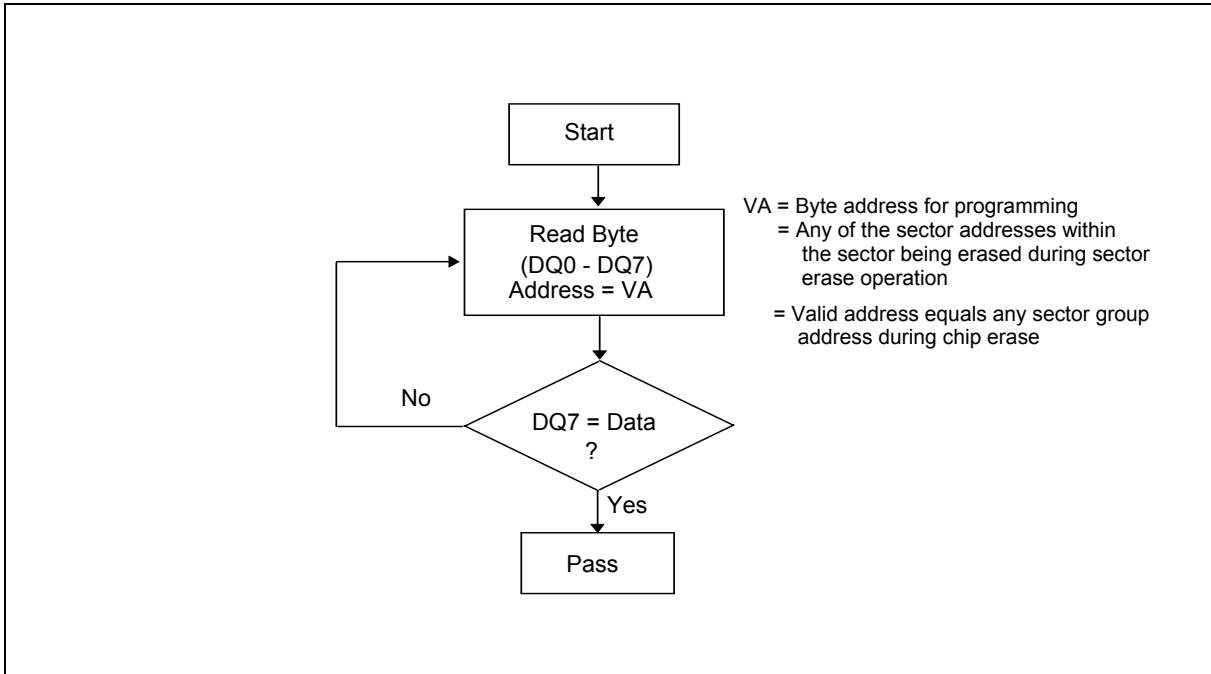 Start
Read Byte
(DQ0 - DQ7)
Address = VA
VA = Byte address for programming
= Any of the sector addresses within
the sector being erased during sector
erase operation
= Valid address equals any sector group
address during chip erase
No
DQ7 = Data
?
Yes
Pass